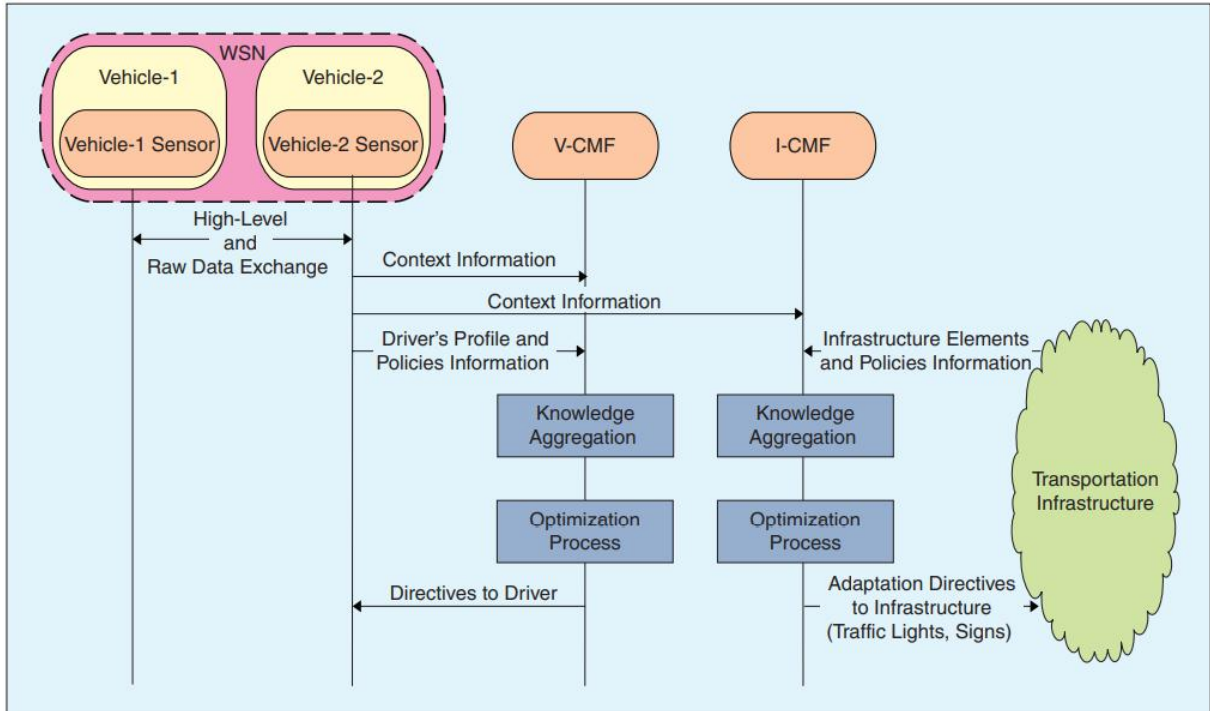 WSN
Vehicle-1
Vehicle-2
Vehicle-1 Sensor
Vehicle-2 Sensor
V-CMF
I-CMF
High-Level
and
Raw Data Exchange
Context Information
Context Information
Driver's Profile and
Policies Information
Infrastructure Elements
and Policies Information
Knowledge
Aggregation
Knowledge
Aggregation
Transportation
Infrastructure
Optimization
Process
Optimization
Process
Directives to Driver
Adaptation Directives
to Infrastructure
(Traffic Lights, Signs)